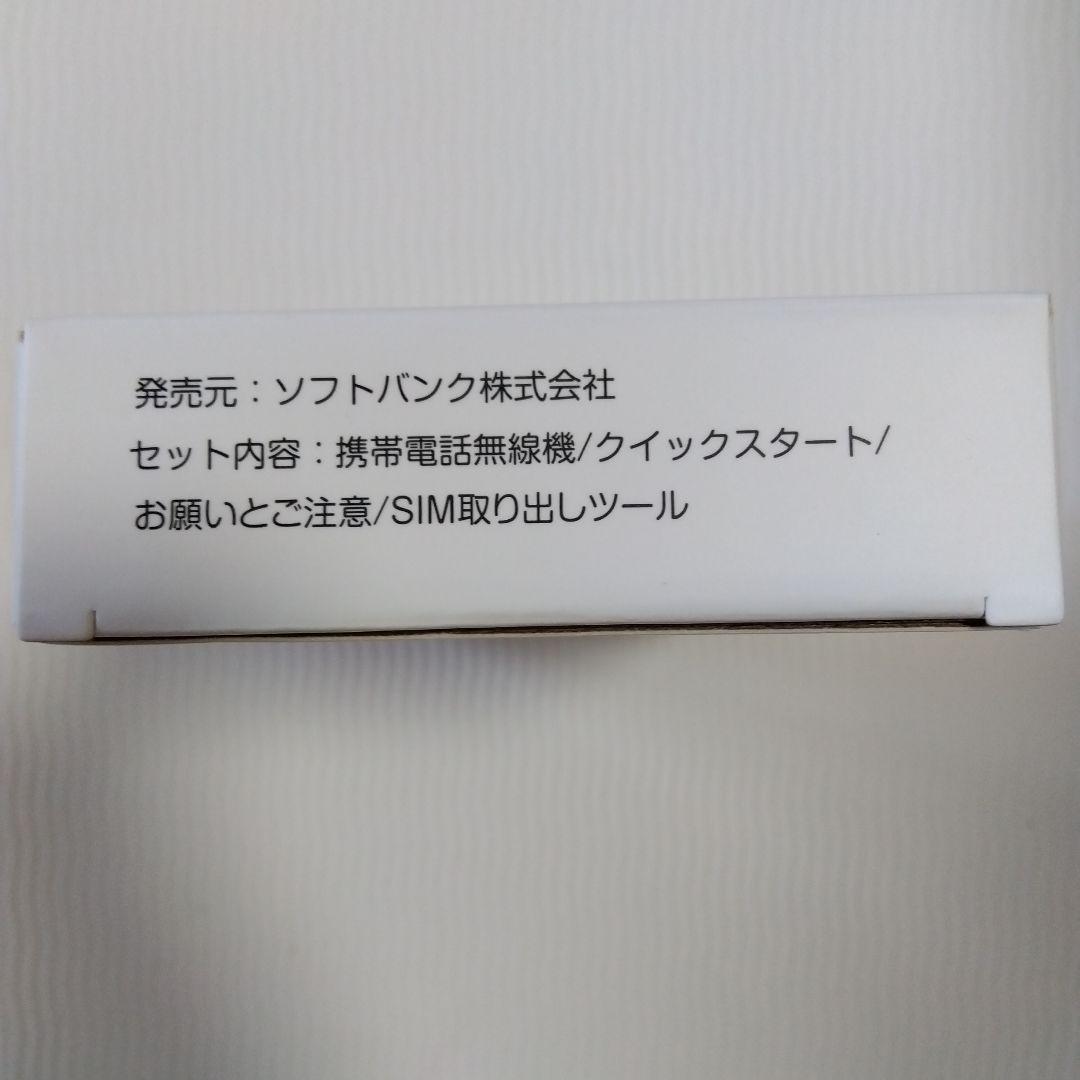 発売元：ソフトバンク株式会社
セット内容：携帯電話無線機/クイックスタート/
お願いとご注意/SIM取り出しツール